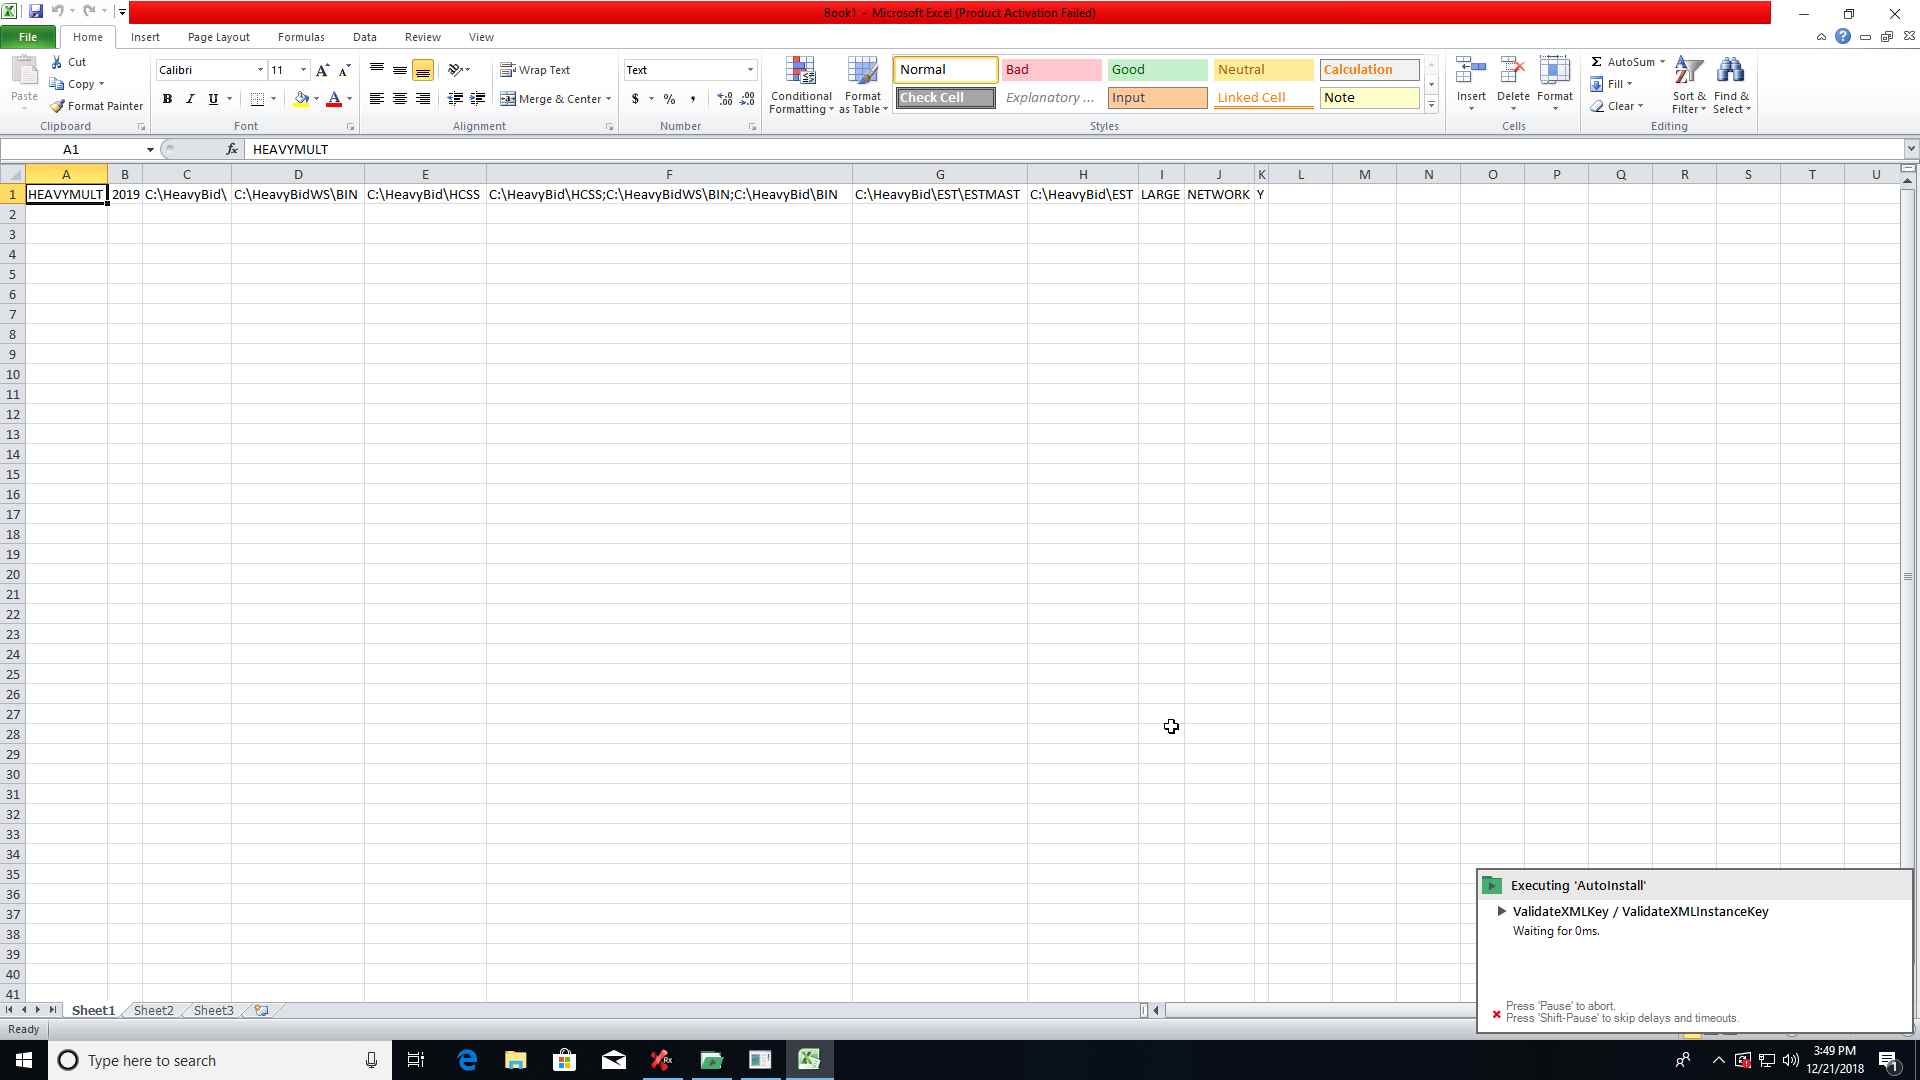 Book1 - Microsoft Excel (Product Activation Failed)
File Home Insert Page Layout Formulas Data Review View
Paste
Cut
Copy
Format Painter
Clipboard
Calibri 11
B I U
Font
Wrap Text
Merge & Center
Alignment
Text
$ % ,
Number
Conditional Formatting
Format as Table
Normal Bad Good Neutral Calculation
Check Cell Explanatory ... Input Linked Cell Note
Styles
Insert Delete Format
Cells
AutoSum
Fill
Clear
Sort & Filter
Find & Select
Editing
A1 fx HEAVYMULT
A B C D E F G H I J K L M N O P Q R S T U
1 HEAVYMULT 2019 C:\HeavyBid\ C:\HeavyBidWS\BIN C:\HeavyBid\HCSS C:\HeavyBid\HCSS;C:\HeavyBidWS\BIN;C:\HeavyBid\BIN C:\HeavyBid\EST\ESTMAST C:\HeavyBid\EST LARGE NETWORK Y
2
3
4
5
6
7
8
9
10
11
12
13
14
15
16
17
18
19
20
21
22
23
24
25
26
27
28
29
30
31
32
33
34
35
36
37
38
39
40
41
Executing 'AutoInstall'
ValidateXMLKey / ValidateXMLInstanceKey
Waiting for 0ms.
Press 'Pause' to abort.
Press 'Shift-Pause' to skip delays and timeouts.
Sheet1 Sheet2 Sheet3
Ready
Type here to search
3:49 PM
12/21/2018
1